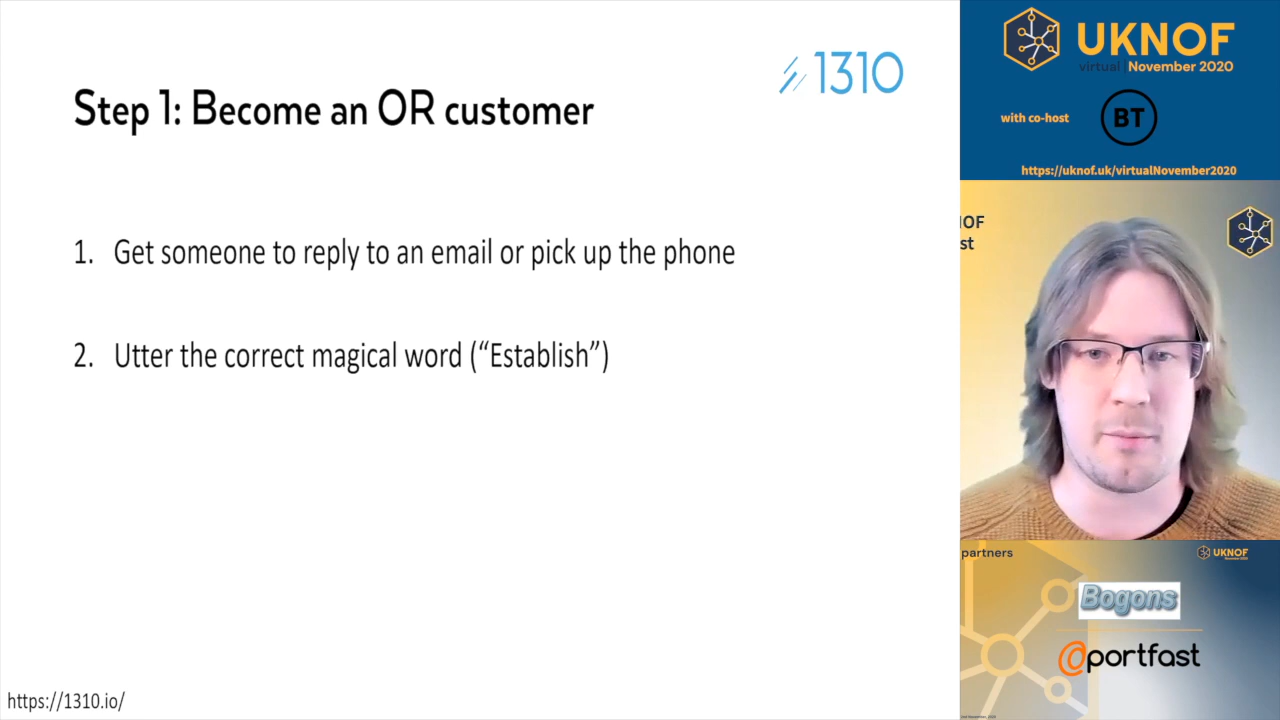 1310
Step 1: Become an OR customer
1. Get someone to reply to an email or pick up the phone
2. Utter the correct magical word (“Establish”)
https://1310.io/
UKNOF
virtual | November 2020
with co-host
BT
https://uknof.uk/virtualNovember2020
IOF
st
partners
UKNOF
Bogons
@portfast